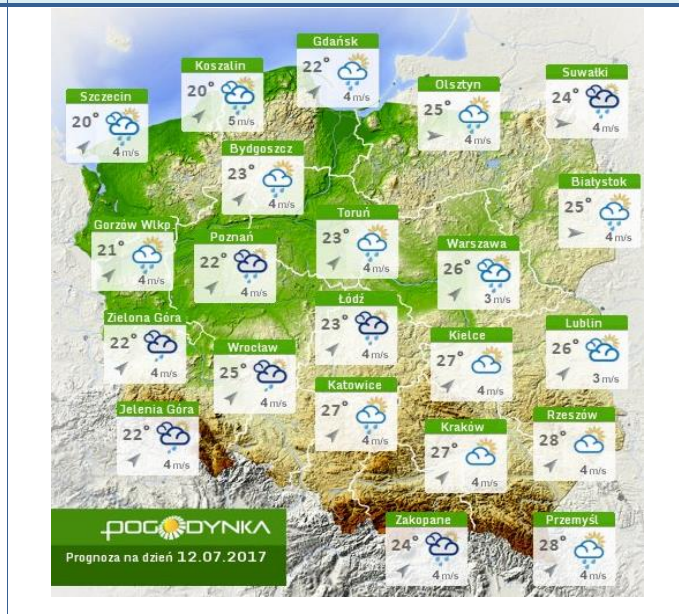 Gdańsk
22°
4 m/s
Koszalin
20°
5 m/s
Szczecin
20°
4 m/s
Olsztyn
25°
4 m/s
Suwałki
24°
4 m/s
Bydgoszcz
23°
4 m/s
Białystok
25°
4 m/s
Gorzów Wlkp
21°
4 m/s
Poznań
22°
4 m/s
Toruń
23°
4 m/s
Warszawa
26°
3 m/s
Zielona Góra
22°
4 m/s
Łódź
23°
4 m/s
Wrocław
25°
4 m/s
Kielce
27°
4 m/s
Lublin
26°
3 m/s
Jelenia Góra
22°
4 m/s
Katowice
27°
4 m/s
Kraków
27°
4 m/s
Rzeszów
28°
4 m/s
Zakopane
24°
4 m/s
Przemyśl
28°
4 m/s
POGODYNKA
Prognoza na dzień 12.07.2017